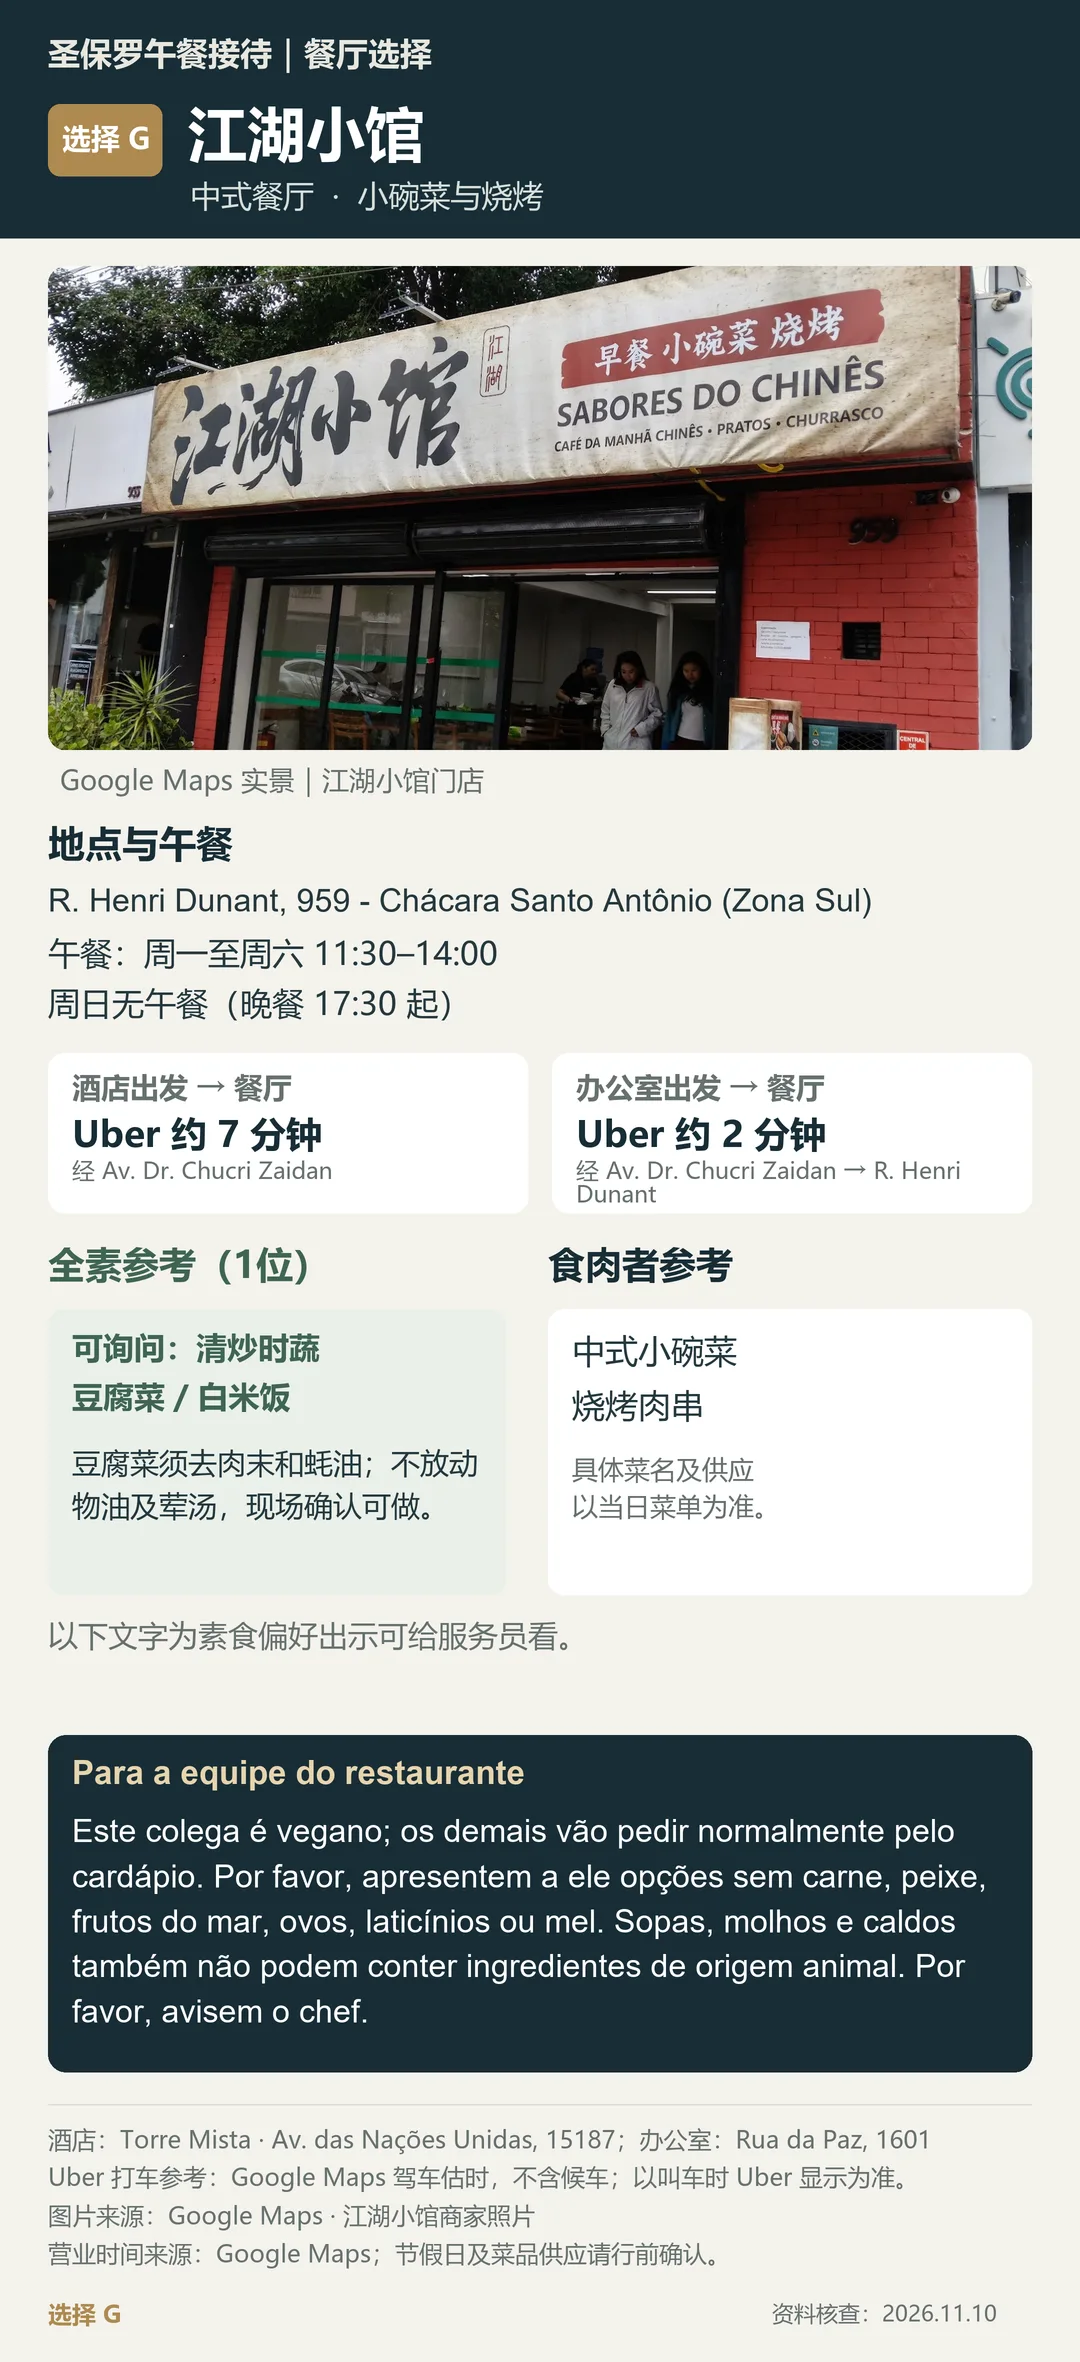 圣保罗午餐接待｜餐厅选择
选择 G
江湖小馆
中式餐厅 · 小碗菜与烧烤
江湖小馆
江湖
早餐 小碗菜 烧烤
SABORES DO CHINÊS
CAFÉ DA MANHÃ CHINÊS • PRATOS • CHURRASCO
937
959
CENTRAL DE
Google Maps 实景｜江湖小馆门店
地点与午餐
R. Henri Dunant, 959 - Chácara Santo Antônio (Zona Sul)
午餐：周一至周六 11:30–14:00
周日无午餐（晚餐 17:30 起）
酒店出发 → 餐厅
Uber 约 7 分钟
经 Av. Dr. Chucri Zaidan
办公室出发 → 餐厅
Uber 约 2 分钟
经 Av. Dr. Chucri Zaidan → R. Henri
Dunant
全素参考（1位）
可询问：清炒时蔬
豆腐菜 / 白米饭
豆腐菜须去肉末和蚝油；不放动
物油及荤汤，现场确认可做。
食肉者参考
中式小碗菜
烧烤肉串
具体菜名及供应
以当日菜单为准。
以下文字为素食偏好出示可给服务员看。
Para a equipe do restaurante
Este colega é vegano; os demais vão pedir normalmente pelo
cardápio. Por favor, apresentem a ele opções sem carne, peixe,
frutos do mar, ovos, laticínios ou mel. Sopas, molhos e caldos
também não podem conter ingredientes de origem animal. Por
favor, avisem o chef.
酒店：Torre Mista · Av. das Nações Unidas, 15187；办公室：Rua da Paz, 1601
Uber 打车参考：Google Maps 驾车估时，不含候车；以叫车时 Uber 显示为准。
图片来源：Google Maps · 江湖小馆商家照片
营业时间来源：Google Maps；节假日及菜品供应请行前确认。
选择 G
资料核查：2026.11.10